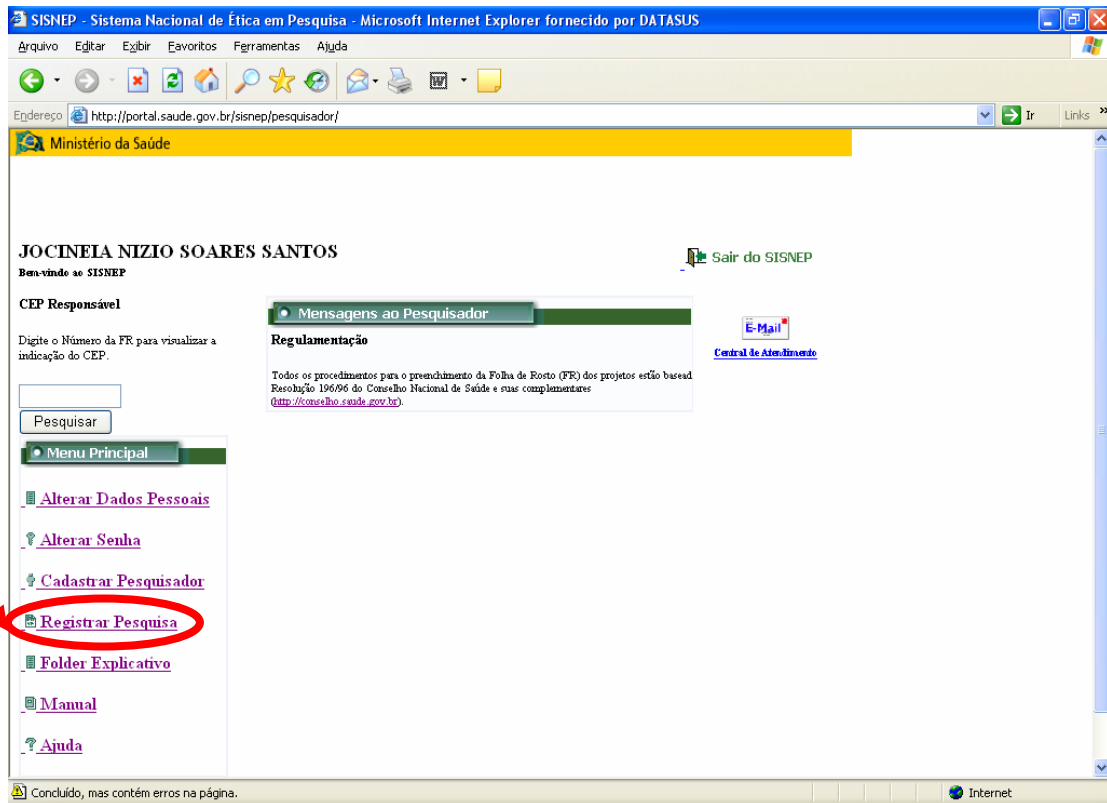 SISNEP - Sistema Nacional de Ética em Pesquisa - Microsoft Internet Explorer fornecido por DATASUS
Arquivo Editar Exibir Favoritos Ferramentas Ajuda
Endereço http://portal.saude.gov.br/sisnep/pesquisador/ Ir Links »
Ministério da Saúde
JOCINEIA NIZIO SOARES SANTOS
Bem-vindo ao SISNEP
Sair do SISNEP
CEP Responsável
Digite o Número da FR para visualizar a
indicação do CEP.
Pesquisar
Mensagens ao Pesquisador
Regulamentação
Todos os procedimentos para o preenchimento da Folha de Rosto (FR) dos projetos estão basead
Resolução 196/96 do Conselho Nacional de Saúde e suas complementares
(http://conselho.saude.gov.br).
E-Mail
Central de Atendimento
Menu Principal
Alterar Dados Pessoais
Alterar Senha
Cadastrar Pesquisador
Registrar Pesquisa
Folder Explicativo
Manual
Ajuda
Concluído, mas contém erros na página. Internet